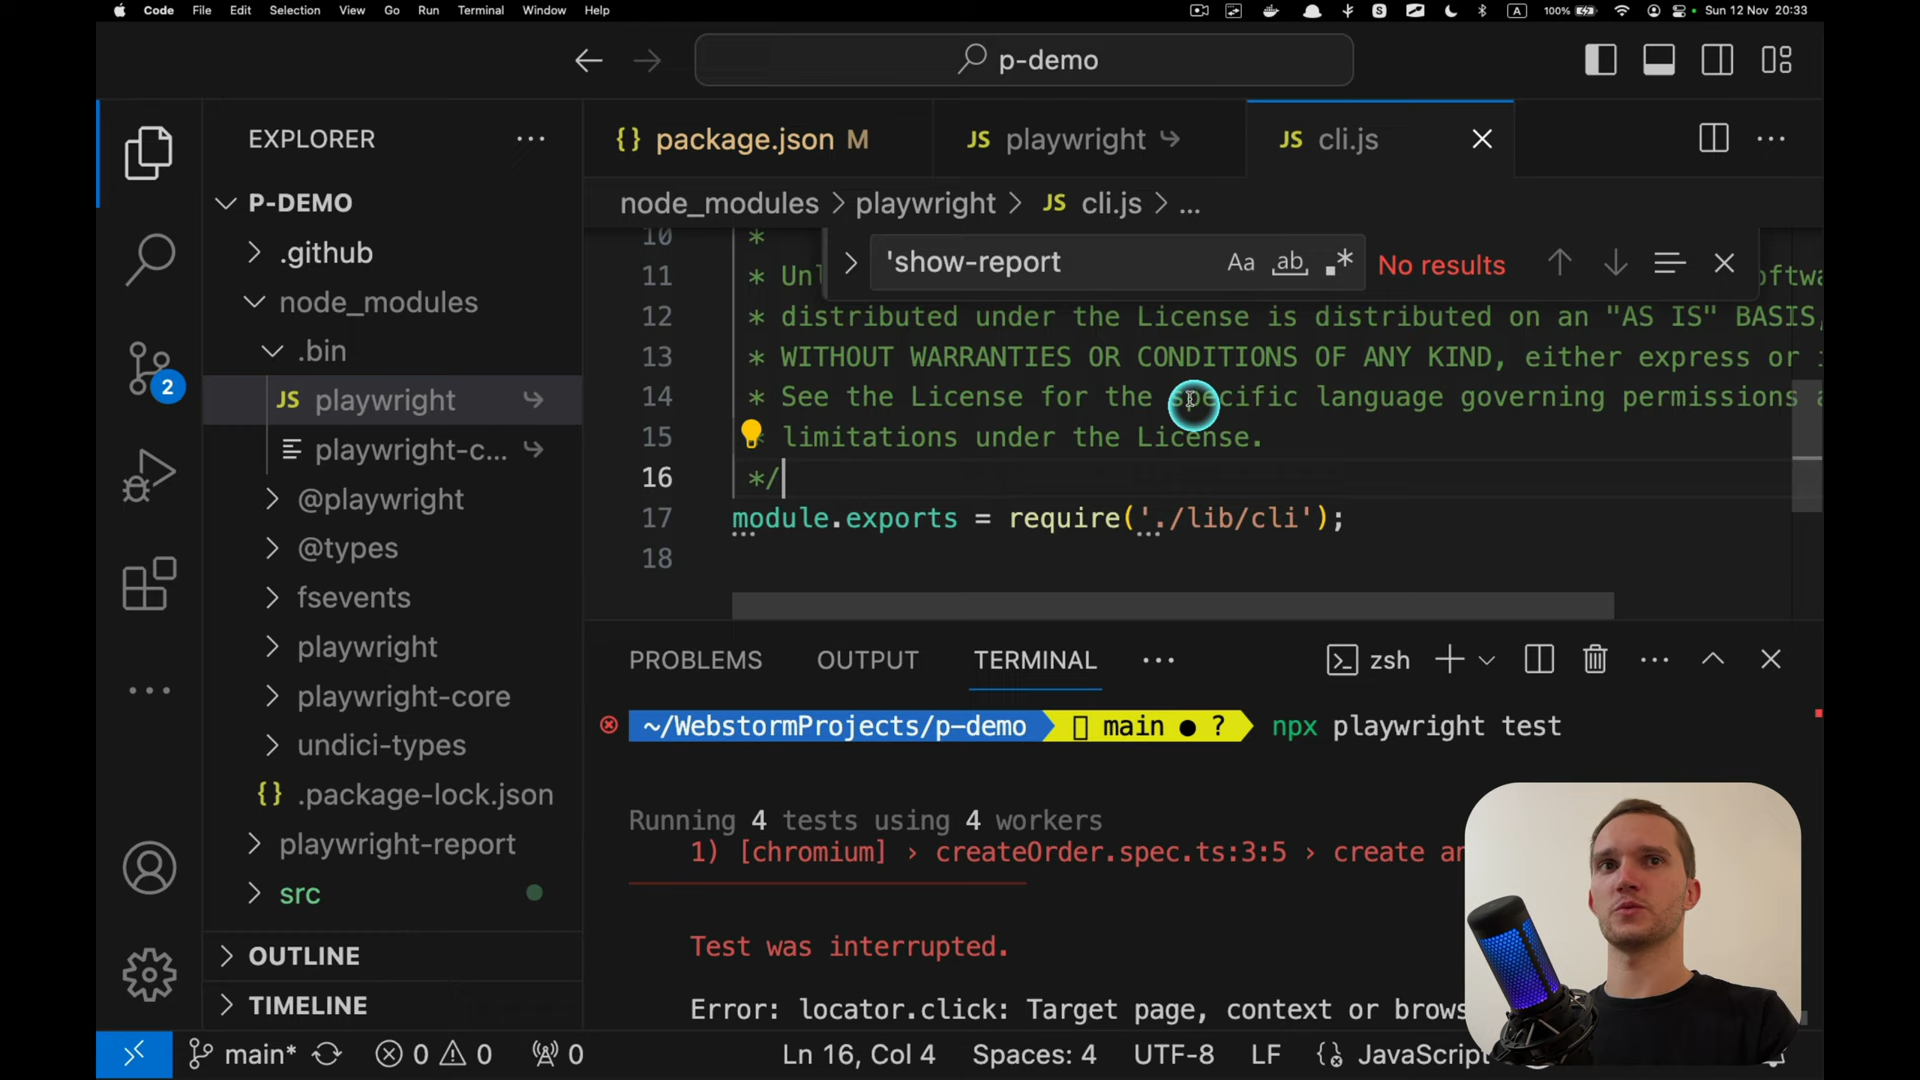 Code File Edit Selection View Go Run Terminal Window Help
100% Sun 12 Nov 20:33
p-demo
EXPLORER
P-DEMO
.github
node_modules
.bin
JS playwright
playwright-c...
@playwright
@types
fsevents
playwright
playwright-core
undici-types
{} .package-lock.json
playwright-report
src
OUTLINE
TIMELINE
2
{} package.json M
JS playwright
JS cli.js
node_modules > playwright > JS cli.js > ...
'show-report Aa ab .* No results
10 *
11 * Unl
12 * distributed under the License is distributed on an "AS IS" BASIS,
13 * WITHOUT WARRANTIES OR CONDITIONS OF ANY KIND, either express or i
14 * See the License for the specific language governing permissions a
15 * limitations under the License.
16 */
17 module.exports = require('./lib/cli');
18
PROBLEMS OUTPUT TERMINAL ... zsh
~/WebstormProjects/p-demo main ● ? npx playwright test
Running 4 tests using 4 workers
1) [chromium] › createOrder.spec.ts:3:5 › create an
Test was interrupted.
Error: locator.click: Target page, context or brows
main* 0 0 0 Ln 16, Col 4 Spaces: 4 UTF-8 LF JavaScript